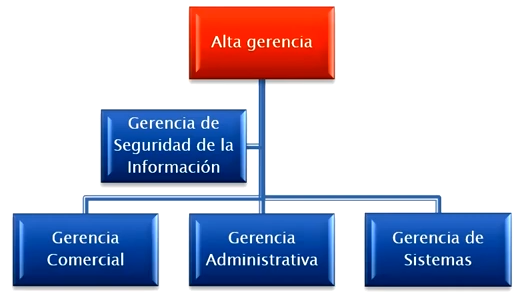 Alta gerencia
Gerencia de
Seguridad de la
Información
Gerencia
Comercial
Gerencia
Administrativa
Gerencia de
Sistemas